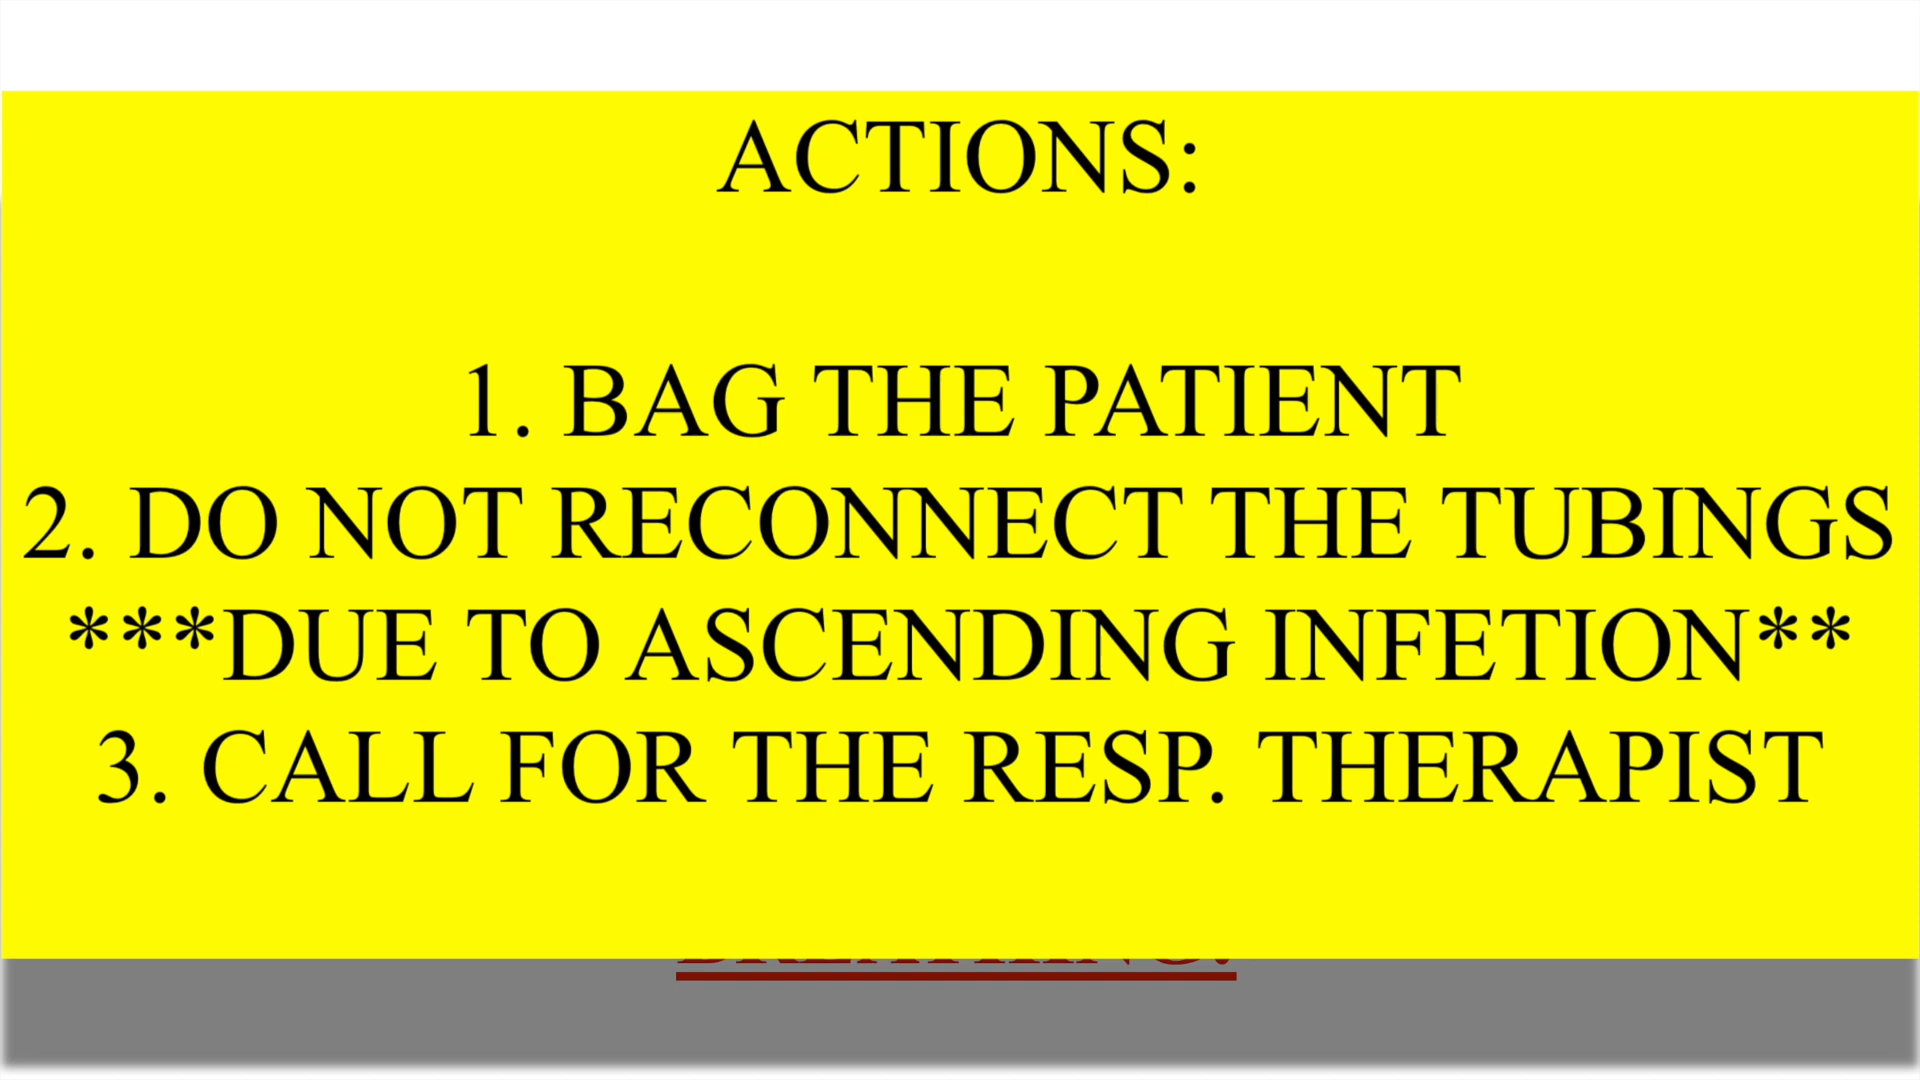 ACTIONS:
1. BAG THE PATIENT
2. DO NOT RECONNECT THE TUBINGS
***DUE TO ASCENDING INFETION**
3. CALL FOR THE RESP. THERAPIST